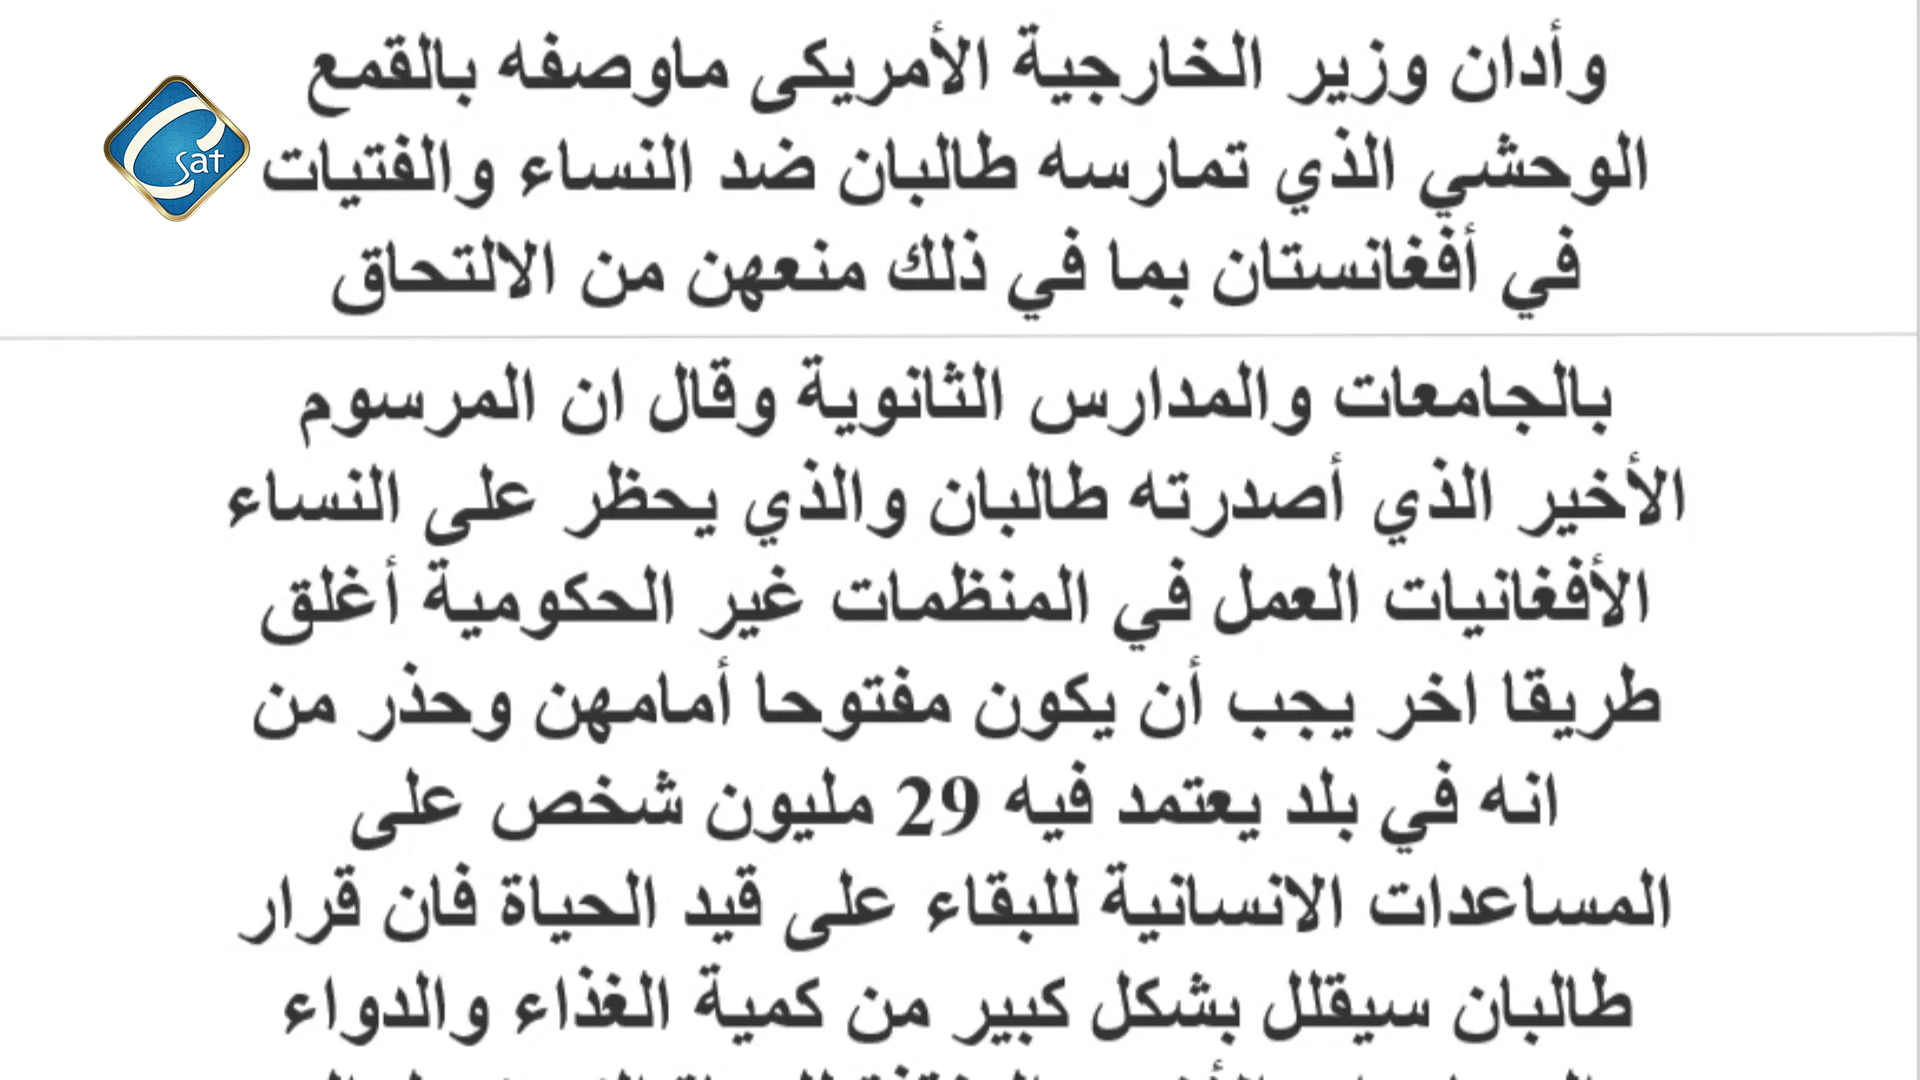 وأدان وزير الخارجية الأمريكى ماوصفه بالقمع
الوحشي الذي تمارسه طالبان ضد النساء والفتيات
في أفغانستان بما في ذلك منعهن من الالتحاق
بالجامعات والمدارس الثانوية وقال ان المرسوم
الأخير الذي أصدرته طالبان والذي يحظر على النساء
الأفغانيات العمل في المنظمات غير الحكومية أغلق
طريقا اخر يجب أن يكون مفتوحا أمامهن وحذر من
انه في بلد يعتمد فيه 29 مليون شخص على
المساعدات الانسانية للبقاء على قيد الحياة فان قرار
طالبان سيقلل بشكل كبير من كمية الغذاء والدواء
C sat